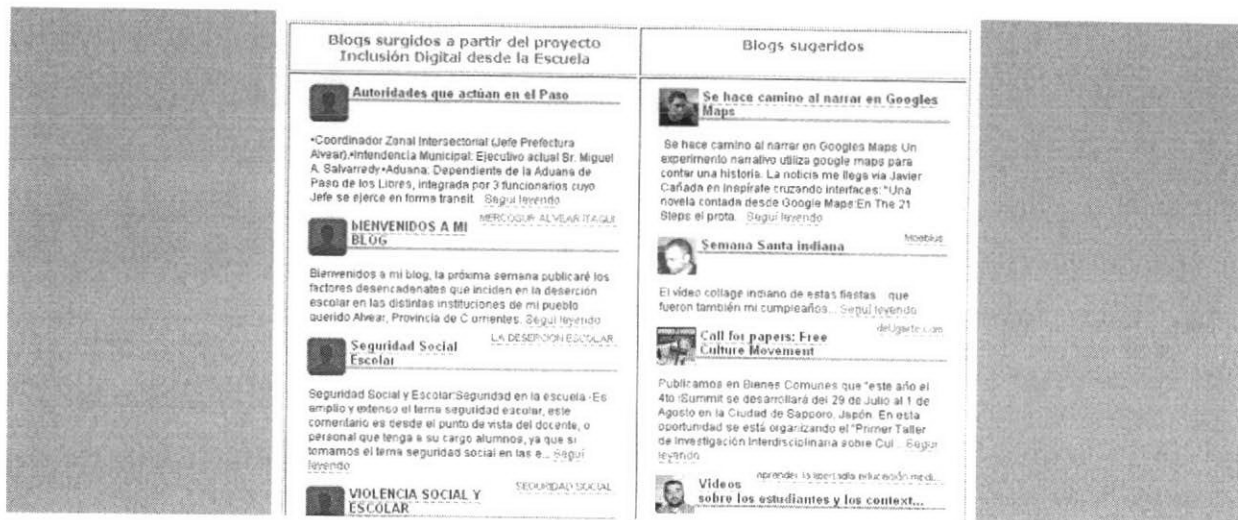 Blogs surgidos a partir del proyecto
Inclusión Digital desde la Escuela
Autoridades que actúan en el Paso
•Coordinador Zonal Intersectorial (Jefe Prefectura
Alvear).•Intendencia Municipal: Ejecutivo actual Sr. Miguel
A. Salvarredy•Aduana: Dependiente de la Aduana de
Paso de los Libres, integrada por 3 funcionarios cuyo
Jefe se ejerce en forma transit... Seguí leyendo
MERCOSUR ALVEAR ITAQUI
bIENVENIDOS A MI
BLOG
Bienvenidos a mi blog, la próxima semana publicaré los
factores desencadenates que inciden en la deserción
escolar en las distintas instituciones de mi pueblo
querido Alvear, Provincia de Corrientes. Seguí leyendo
LA DESERCION ESCOLAR
Seguridad Social
Escolar
Seguridad Social y Escolar:Seguridad en la escuela -Es
amplio y extenso el tema seguridad escolar, este
comentario es desde el punto de vista del docente, o
personal que tenga a su cargo alumnos, ya que si
tomamos el tema seguridad social en las e... Seguí
leyendo
SEGURIDAD SOCIAL
VIOLENCIA SOCIAL Y
ESCOLAR
Blogs sugeridos
Se hace camino al narrar en Googles
Maps
Se hace camino al narrar en Googles Maps Un
experimento narrativo utiliza google maps para
contar una historia. La noticia me llega vía Javier
Cañada en Inspírate cruzando interfaces: "Una
novela contada desde Google Maps:En The 21
Steps el prota... Seguí leyendo
Moebius
Semana Santa indiana
El vídeo collage indiano de estas fiestas... que
fueron también mi cumpleaños... Seguí leyendo
deUgarte.com
Call for papers: Free
Culture Movement
Publicamos en Bienes Comunes que "este año el
4to iSummit se desarrollará del 29 de Julio al 1 de
Agosto en la Ciudad de Sapporo, Japón. En esta
oportunidad se está organizando el "Primer Taller
de Investigación Interdisciplinaria sobre Cul... Seguí
leyendo
aprender la libertad
Videos
sobre los estudiantes y los context...